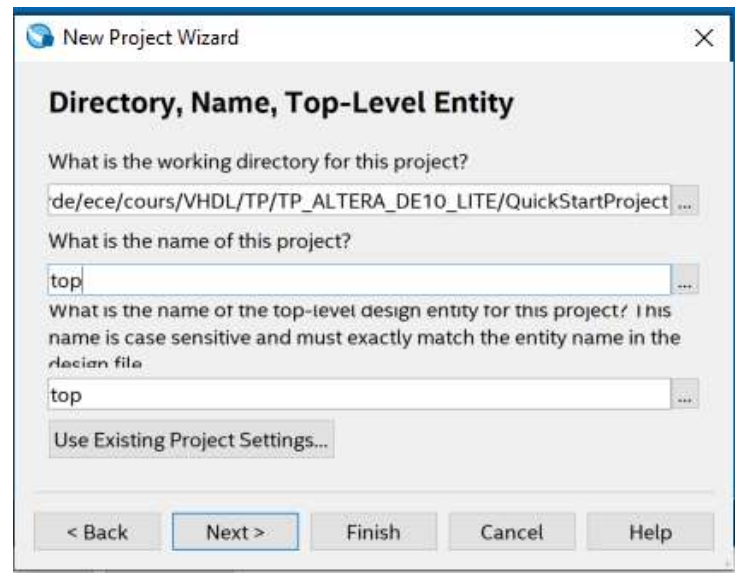 New Project Wizard
Directory, Name, Top-Level Entity
What is the working directory for this project?
de/ece/cours/VHDL/TP/TP_ALTERA_DE10_LITE/QuickStartProject ...
What is the name of this project?
top ...
What is the name of the top-level design entity for this project? This
name is case sensitive and must exactly match the entity name in the
design file
top ...
Use Existing Project Settings...
< Back Next > Finish Cancel Help